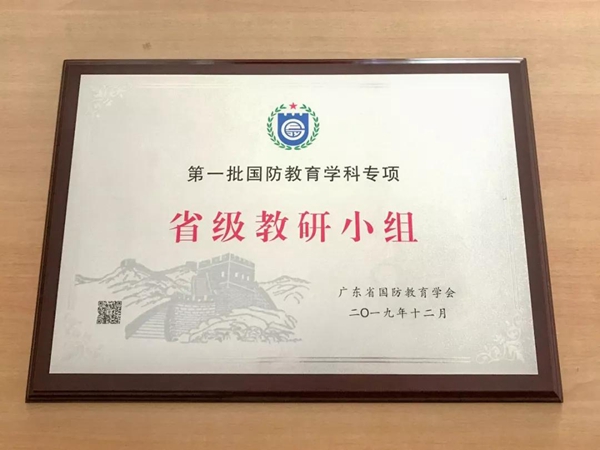 第一批国防教育学科专项
省级教研小组
广东省国防教育学会
二〇一九年十二月